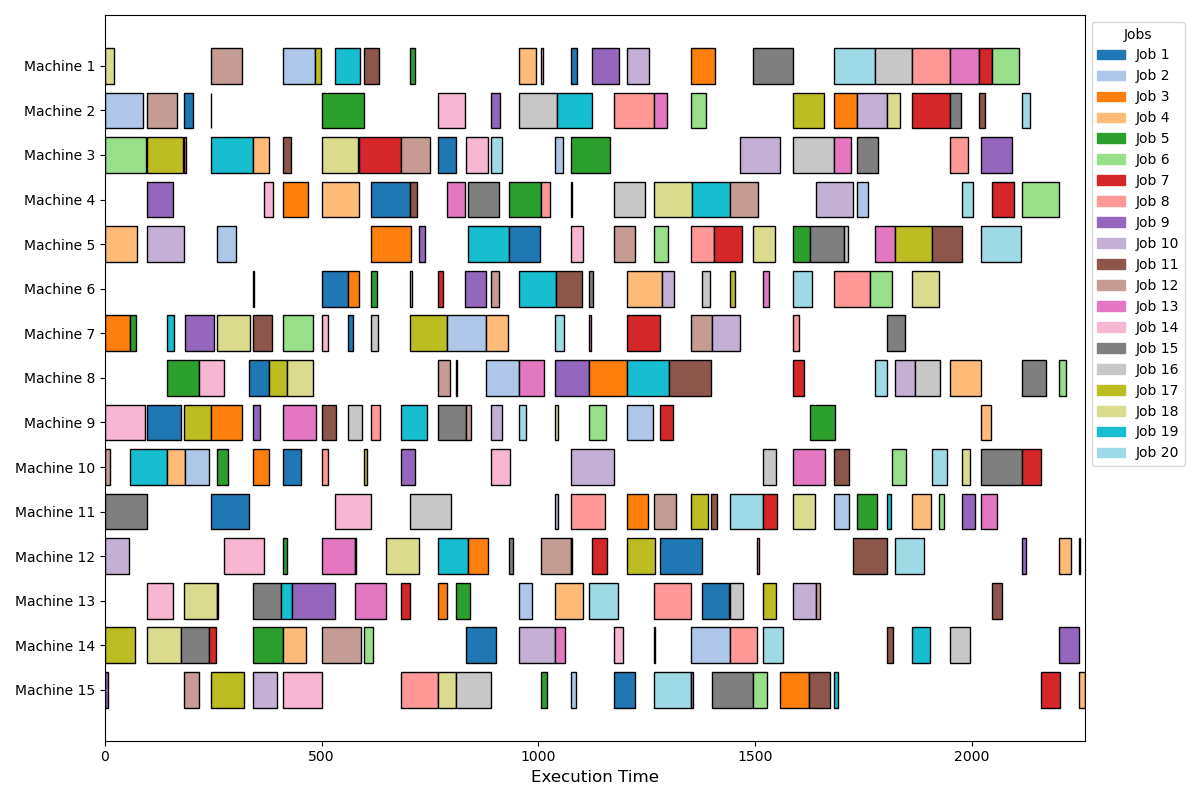 Machine 1
Machine 2
Machine 3
Machine 4
Machine 5
Machine 6
Machine 7
Machine 8
Machine 9
Machine 10
Machine 11
Machine 12
Machine 13
Machine 14
Machine 15
0 500 1000 1500 2000
Execution Time
Jobs
Job 1
Job 2
Job 3
Job 4
Job 5
Job 6
Job 7
Job 8
Job 9
Job 10
Job 11
Job 12
Job 13
Job 14
Job 15
Job 16
Job 17
Job 18
Job 19
Job 20